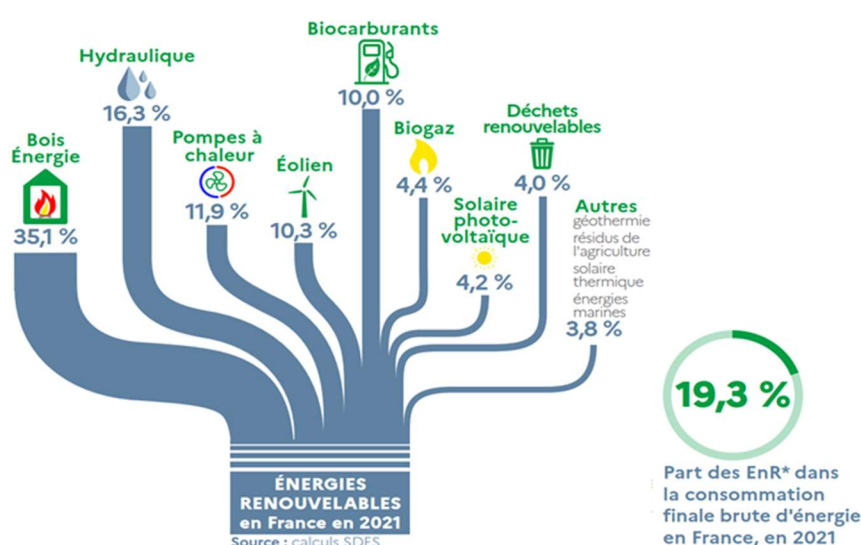 Biocarburants
10,0 %
Hydraulique
16,3 %
Bois
Énergie
35,1 %
Pompes à
chaleur
11,9 %
Éolien
10,3 %
Biogaz
4,4 %
Déchets
renouvelables
4,0 %
Solaire
photo-
voltaïque
4,2 %
Autres
géothermie
résidus de
l'agriculture
solaire
thermique
énergies
marines
3,8 %
ÉNERGIES
RENOUVELABLES
en France en 2021
Source : calculs SDES
19,3 %
Part des EnR* dans
la consommation
finale brute d'énergie
en France, en 2021